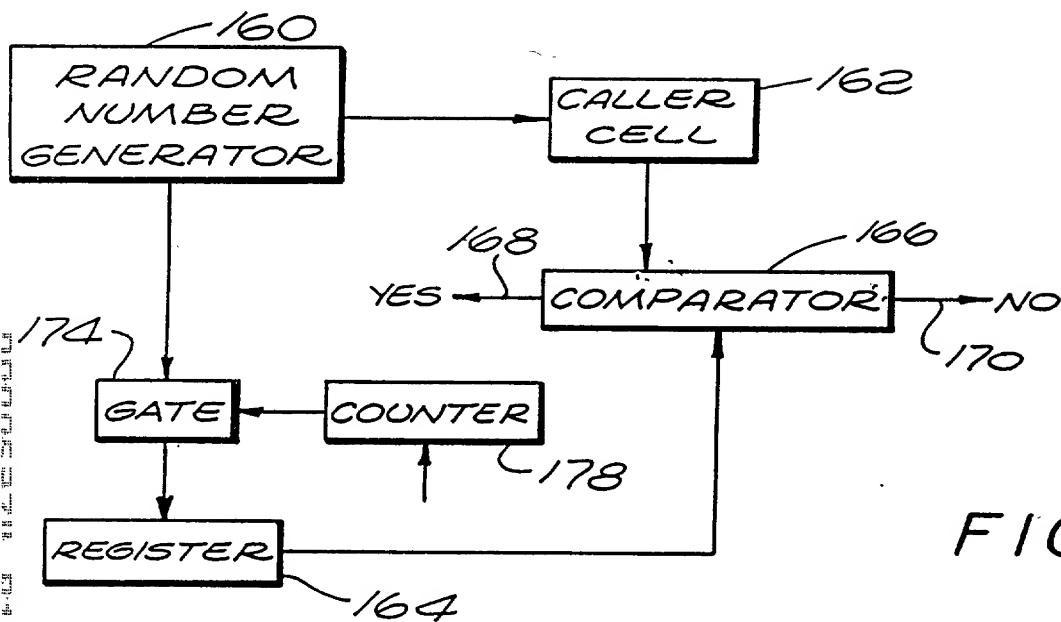 160
RANDOM
NUMBER
GENERATOR
CALLER
CELL
162
168
166
YES
COMPARATOR
NO
170
174
GATE
COUNTER
178
REGISTER
164